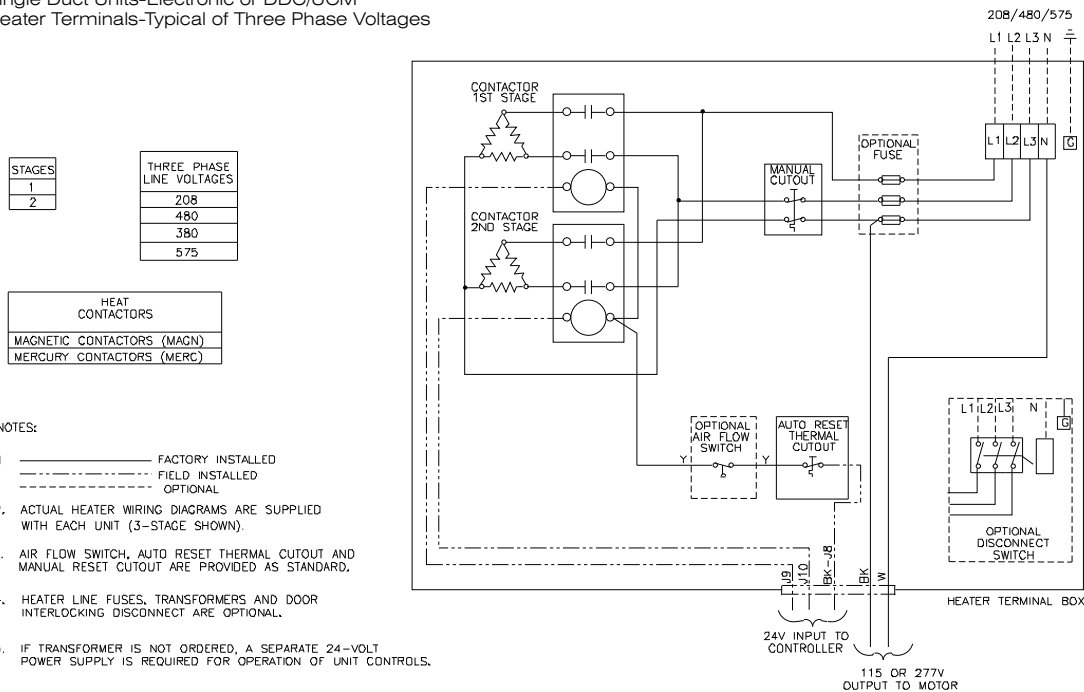 ngle Duct Units-Electronic or DDC/UCM
eater Terminals-Typical of Three Phase Voltages
STAGES
1
2
THREE PHASE
LINE VOLTAGES
208
480
380
575
HEAT
CONTACTORS
MAGNETIC CONTACTORS (MAGN)
MERCURY CONTACTORS (MERC)
NOTES:
FACTORY INSTALLED
FIELD INSTALLED
OPTIONAL
ACTUAL HEATER WIRING DIAGRAMS ARE SUPPLIED
WITH EACH UNIT (3-STAGE SHOWN).
AIR FLOW SWITCH, AUTO RESET THERMAL CUTOUT AND
MANUAL RESET CUTOUT ARE PROVIDED AS STANDARD.
HEATER LINE FUSES, TRANSFORMERS AND DOOR
INTERLOCKING DISCONNECT ARE OPTIONAL.
IF TRANSFORMER IS NOT ORDERED, A SEPARATE 24-VOLT
POWER SUPPLY IS REQUIRED FOR OPERATION OF UNIT CONTROLS.
208/480/575
L1 L2 L3 N
L1 L2 L3 N G
CONTACTOR
1ST STAGE
CONTACTOR
2ND STAGE
MANUAL
CUTOUT
OPTIONAL
FUSE
OPTIONAL
AIR FLOW
SWITCH
Y Y
AUTO RESET
THERMAL
CUTOUT
L1 L2 L3 N G
OPTIONAL
DISCONNECT
SWITCH
J9
J10
BK-J8
BK
W
HEATER TERMINAL BOX
24V INPUT TO
CONTROLLER
115 OR 277V
OUTPUT TO MOTOR